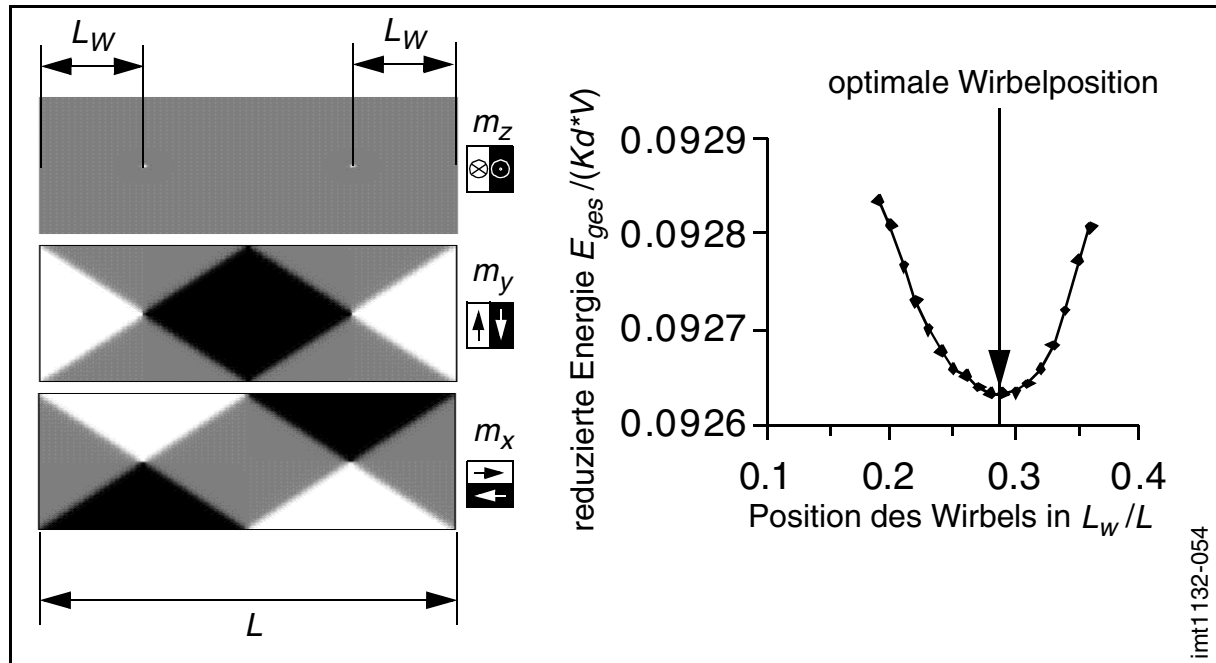 L_W L_W
m_z
m_y
m_x
L
reduzierte Energie E_ges /(Kd*V)
optimale Wirbelposition
0.0929
0.0928
0.0927
0.0926
0.1 0.2 0.3 0.4
Position des Wirbels in L_w /L
imt1132-054